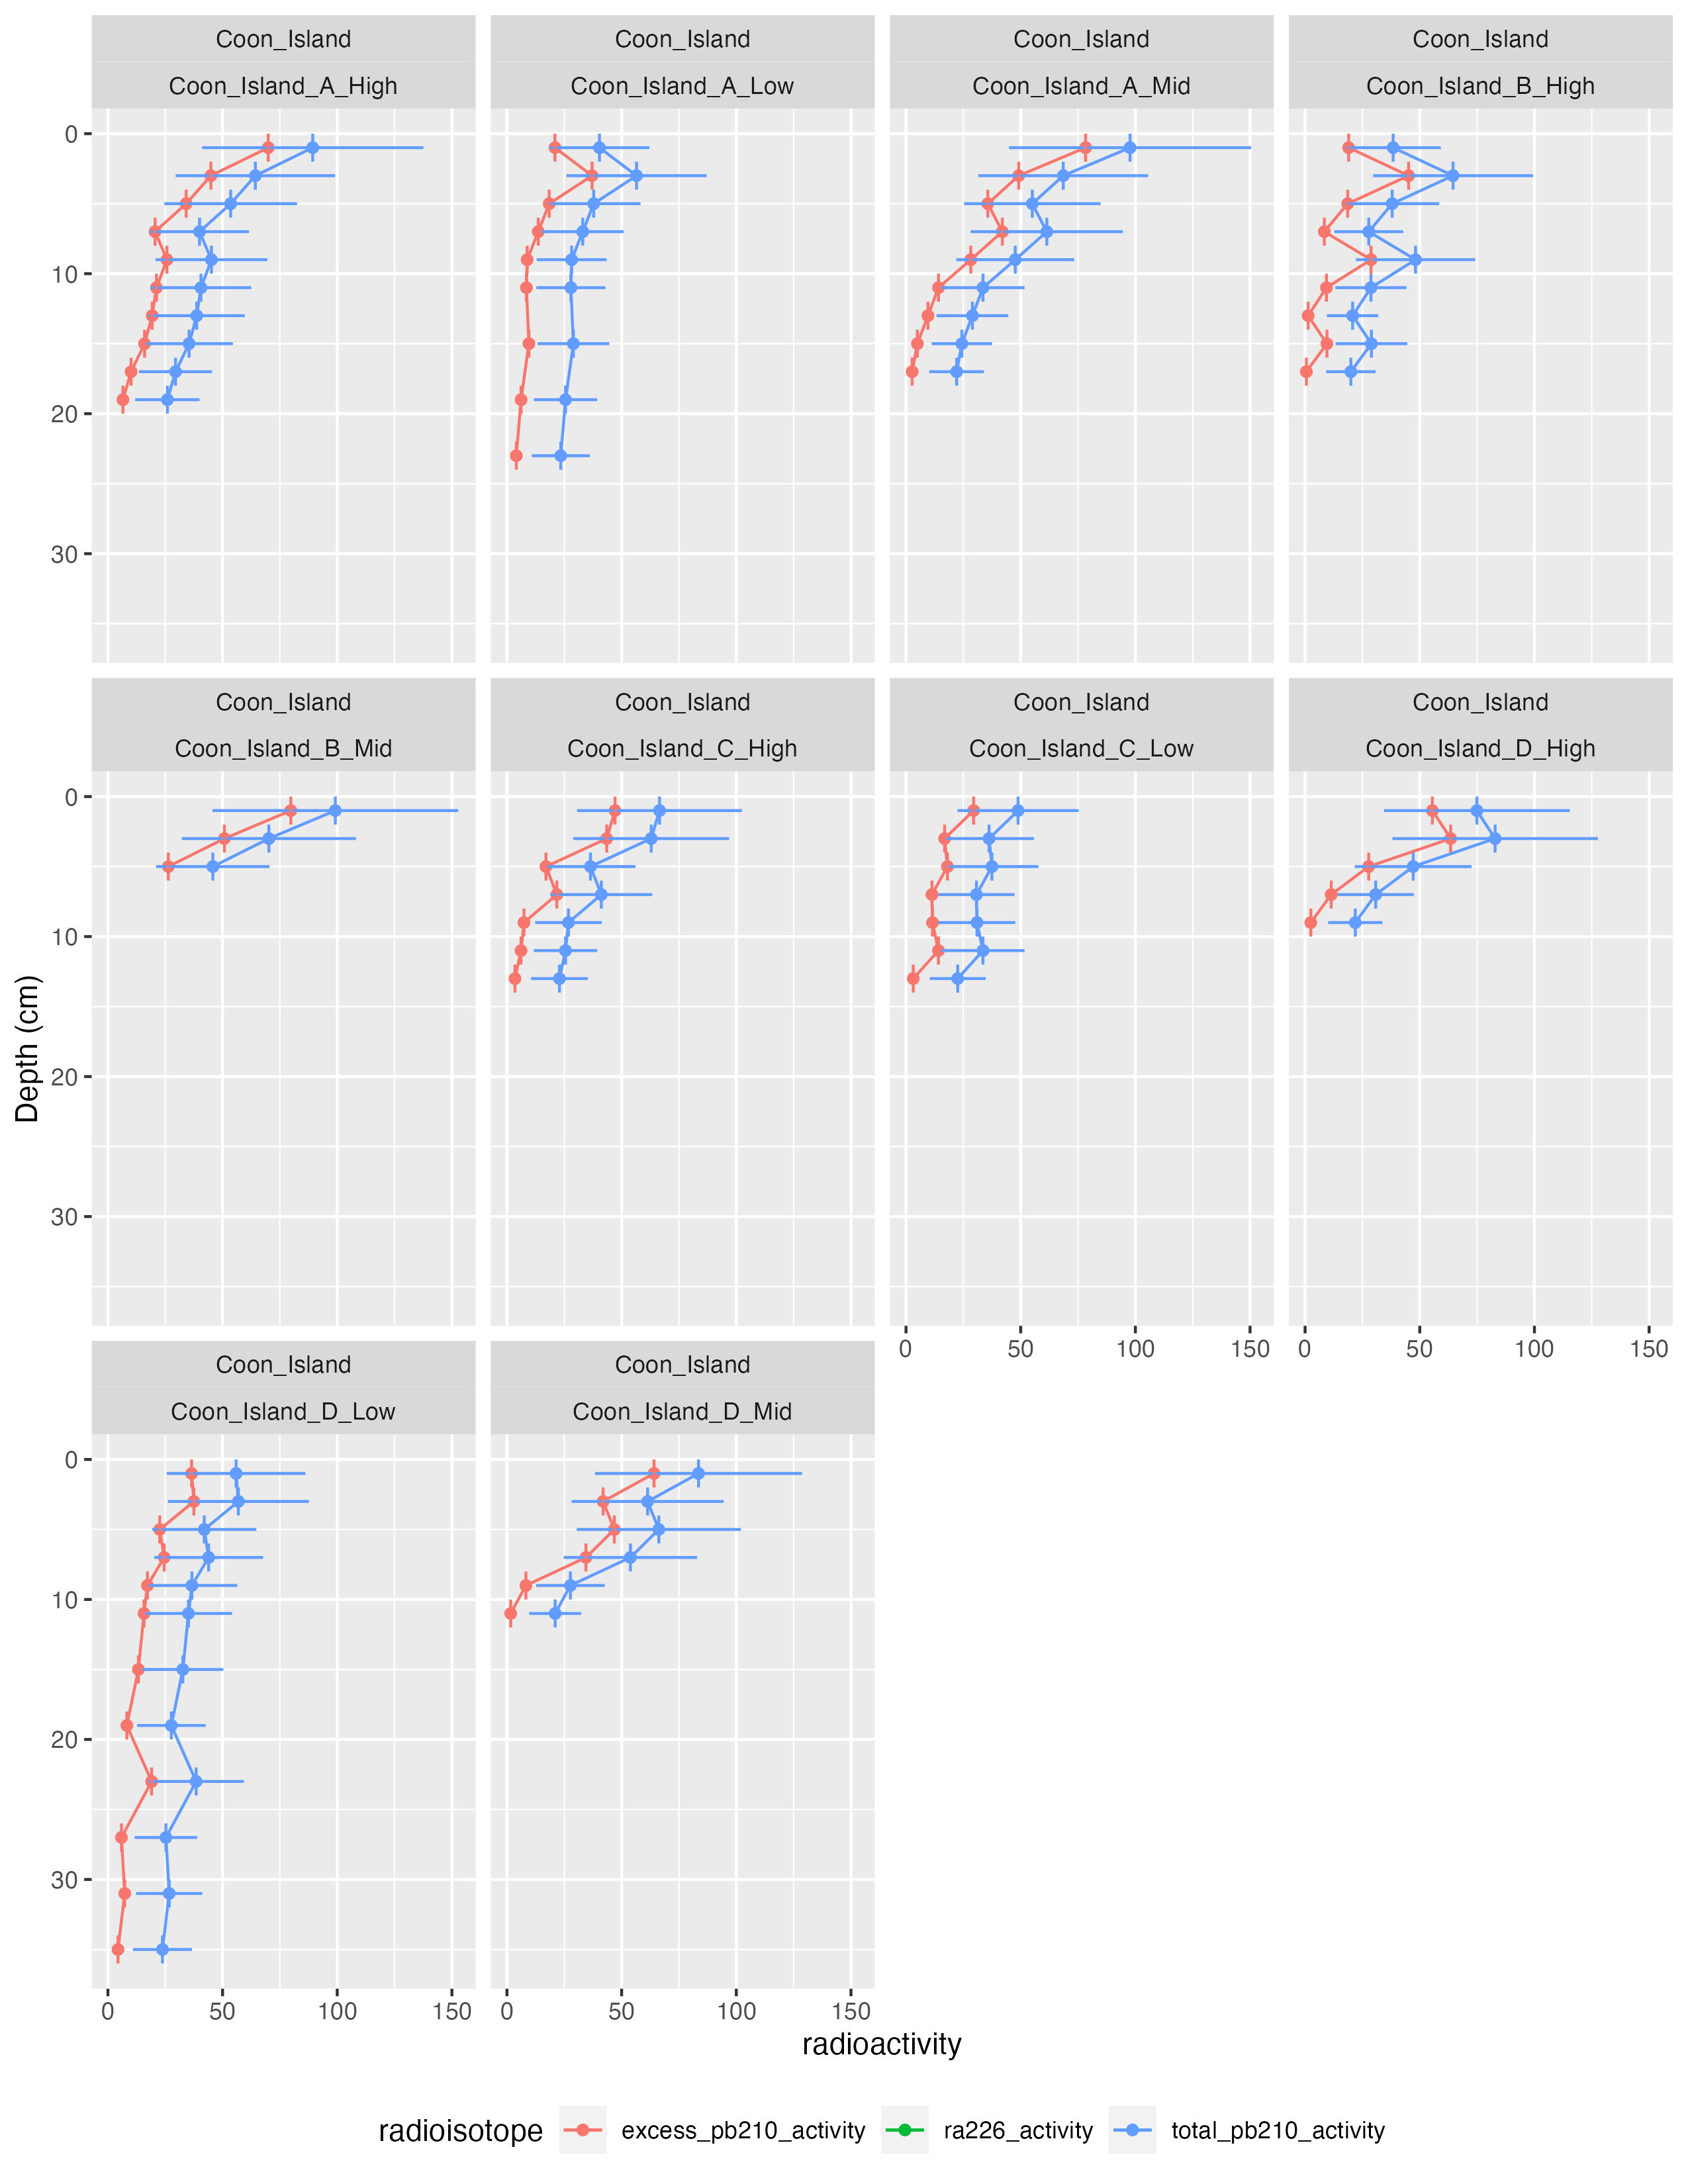 Coon_Island Coon_Island Coon_Island Coon_Island
Coon_Island_A_High Coon_Island_A_Low Coon_Island_A_Mid Coon_Island_B_High
0
10
20
30
Coon_Island Coon_Island Coon_Island Coon_Island
Coon_Island_B_Mid Coon_Island_C_High Coon_Island_C_Low Coon_Island_D_High
0
10
20
30
Depth (cm)
0 50 100 150 0 50 100 150
Coon_Island Coon_Island
Coon_Island_D_Low Coon_Island_D_Mid
0
10
20
30
0 50 100 150 0 50 100 150
radioactivity
radioisotope excess_pb210_activity ra226_activity total_pb210_activity